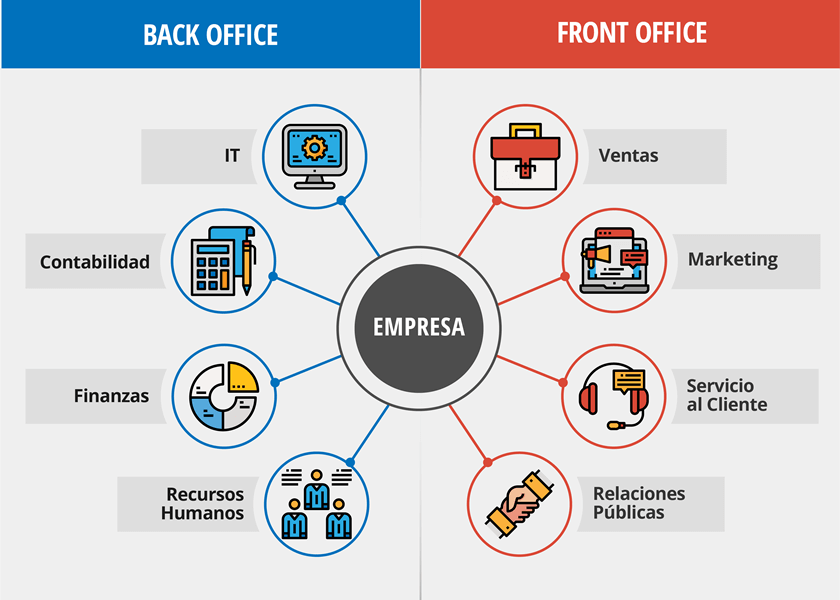 BACK OFFICE
FRONT OFFICE
IT
Contabilidad
Finanzas
Recursos
Humanos
EMPRESA
Ventas
Marketing
Servicio
al Cliente
Relaciones
Públicas